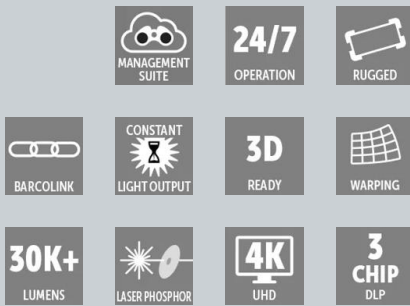 MANAGEMENT
SUITE
24/7
OPERATION
RUGGED
BARCOLINK
CONSTANT
LIGHT OUTPUT
3D
READY
WARPING
30K+
LUMENS
LASER PHOSPHOR
4K
UHD
3
CHIP
DLP